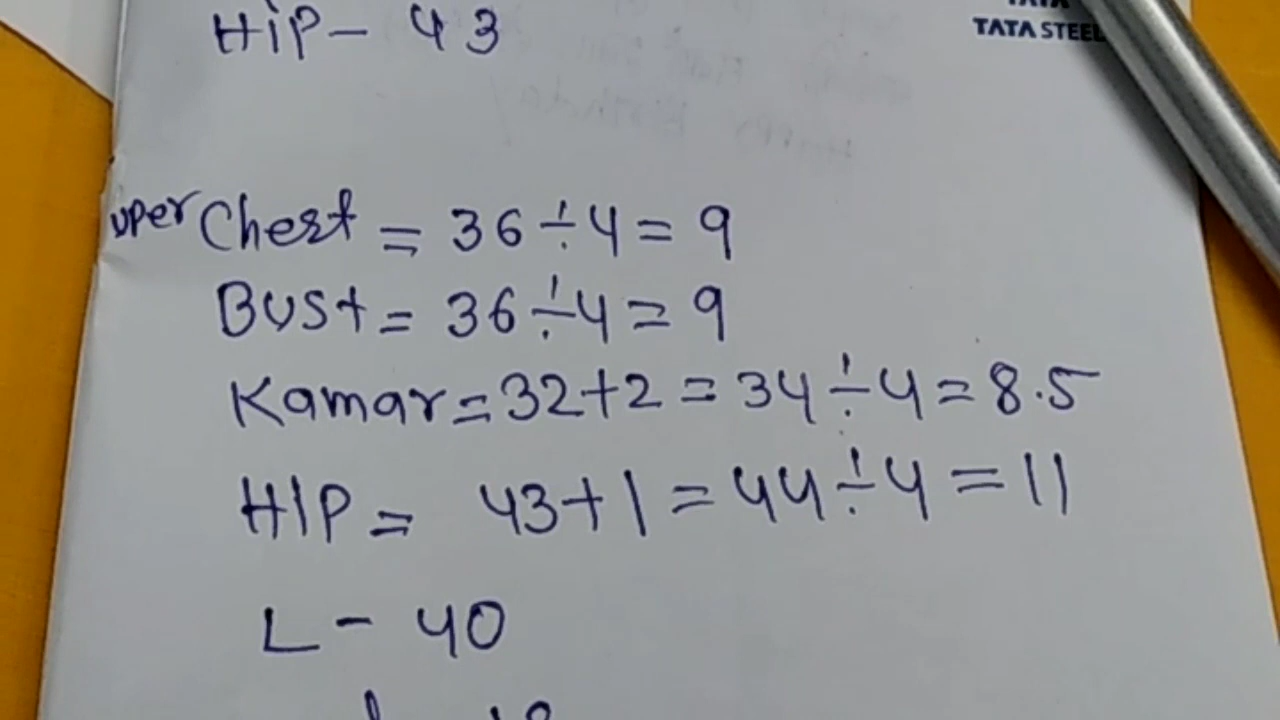 HiP - 43
TATA STEEL
uper Chest = 36 ÷ 4 = 9
Bust = 36 ÷ 4 = 9
Kamar = 32 + 2 = 34 ÷ 4 = 8.5
HIP = 43 + 1 = 44 ÷ 4 = 11
L - 40